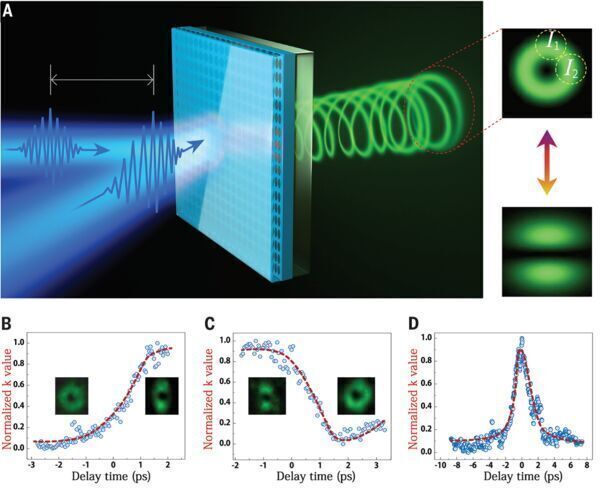 A
I1
I2
B
C
D
Normalized k value
1.0
0.8
0.6
0.4
0.2
0.0
-3 -2 -1 0 1 2
Delay time (ps)
Normalized k value
1.0
0.8
0.6
0.4
0.2
0.0
-2 -1 0 1 2 3
Delay time (ps)
Normalized k value
1.0
0.8
0.6
0.4
0.2
0.0
-8 -6 -4 -2 0 2 4 6 8
Delay time (ps)